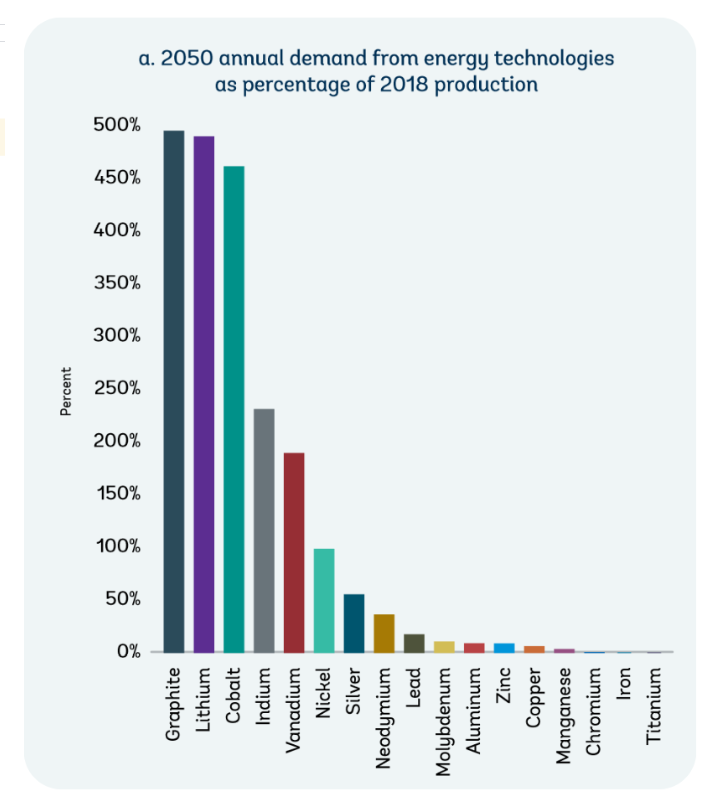 a. 2050 annual demand from energy technologies
as percentage of 2018 production
500%
450%
400%
350%
300%
250%
200%
150%
100%
50%
0%
Percent
Graphite
Lithium
Cobalt
Indium
Vanadium
Nickel
Silver
Neodymium
Lead
Molybdenum
Aluminum
Zinc
Copper
Manganese
Chromium
Iron
Titanium